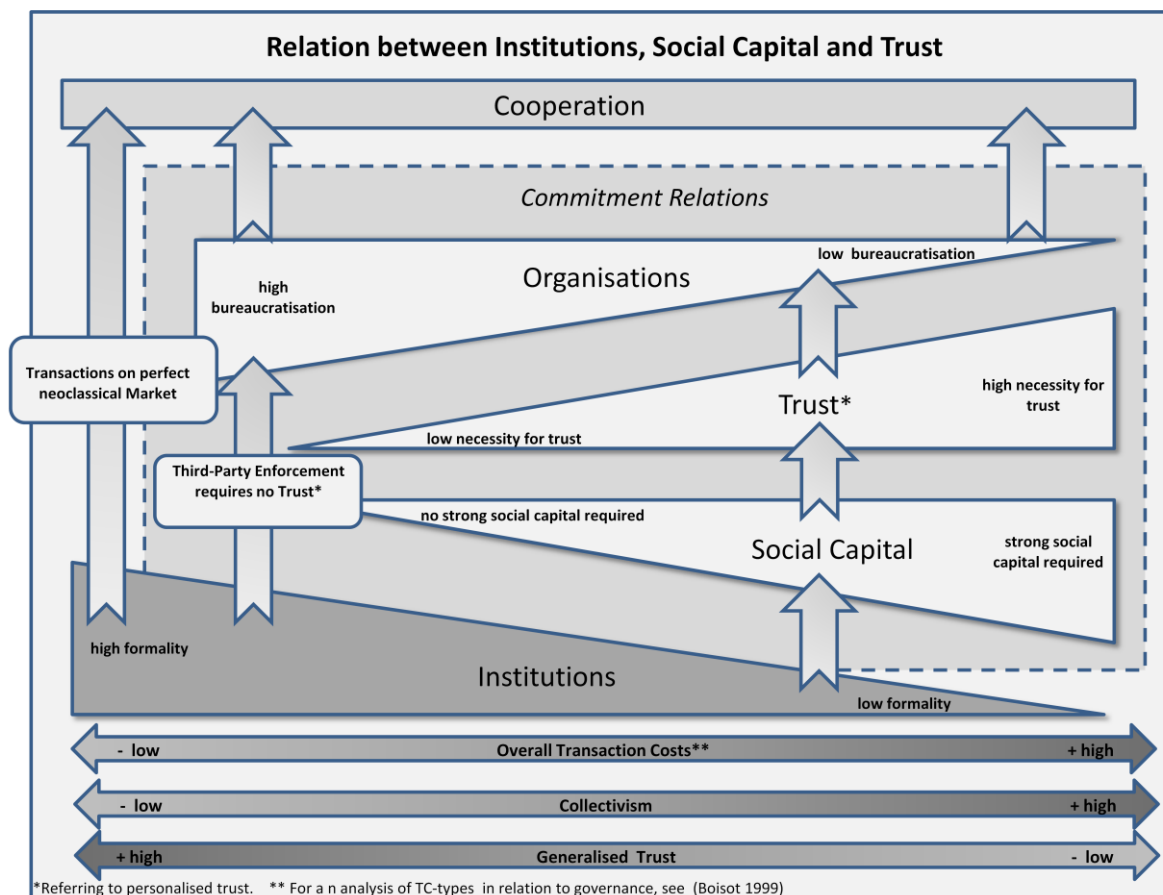 Relation between Institutions, Social Capital and Trust
Cooperation
Commitment Relations
low bureaucratisation
Organisations
high
bureaucratisation
Transactions on perfect
neoclassical Market
high necessity for
trust
Trust*
low necessity for trust
Third-Party Enforcement
requires no Trust*
no strong social capital required
Social Capital
strong social
capital required
high formality
Institutions
low formality
- low Overall Transaction Costs** + high
- low Collectivism + high
+ high Generalised Trust - low
*Referring to personalised trust. ** For a n analysis of TC-types in relation to governance, see (Boisot 1999)